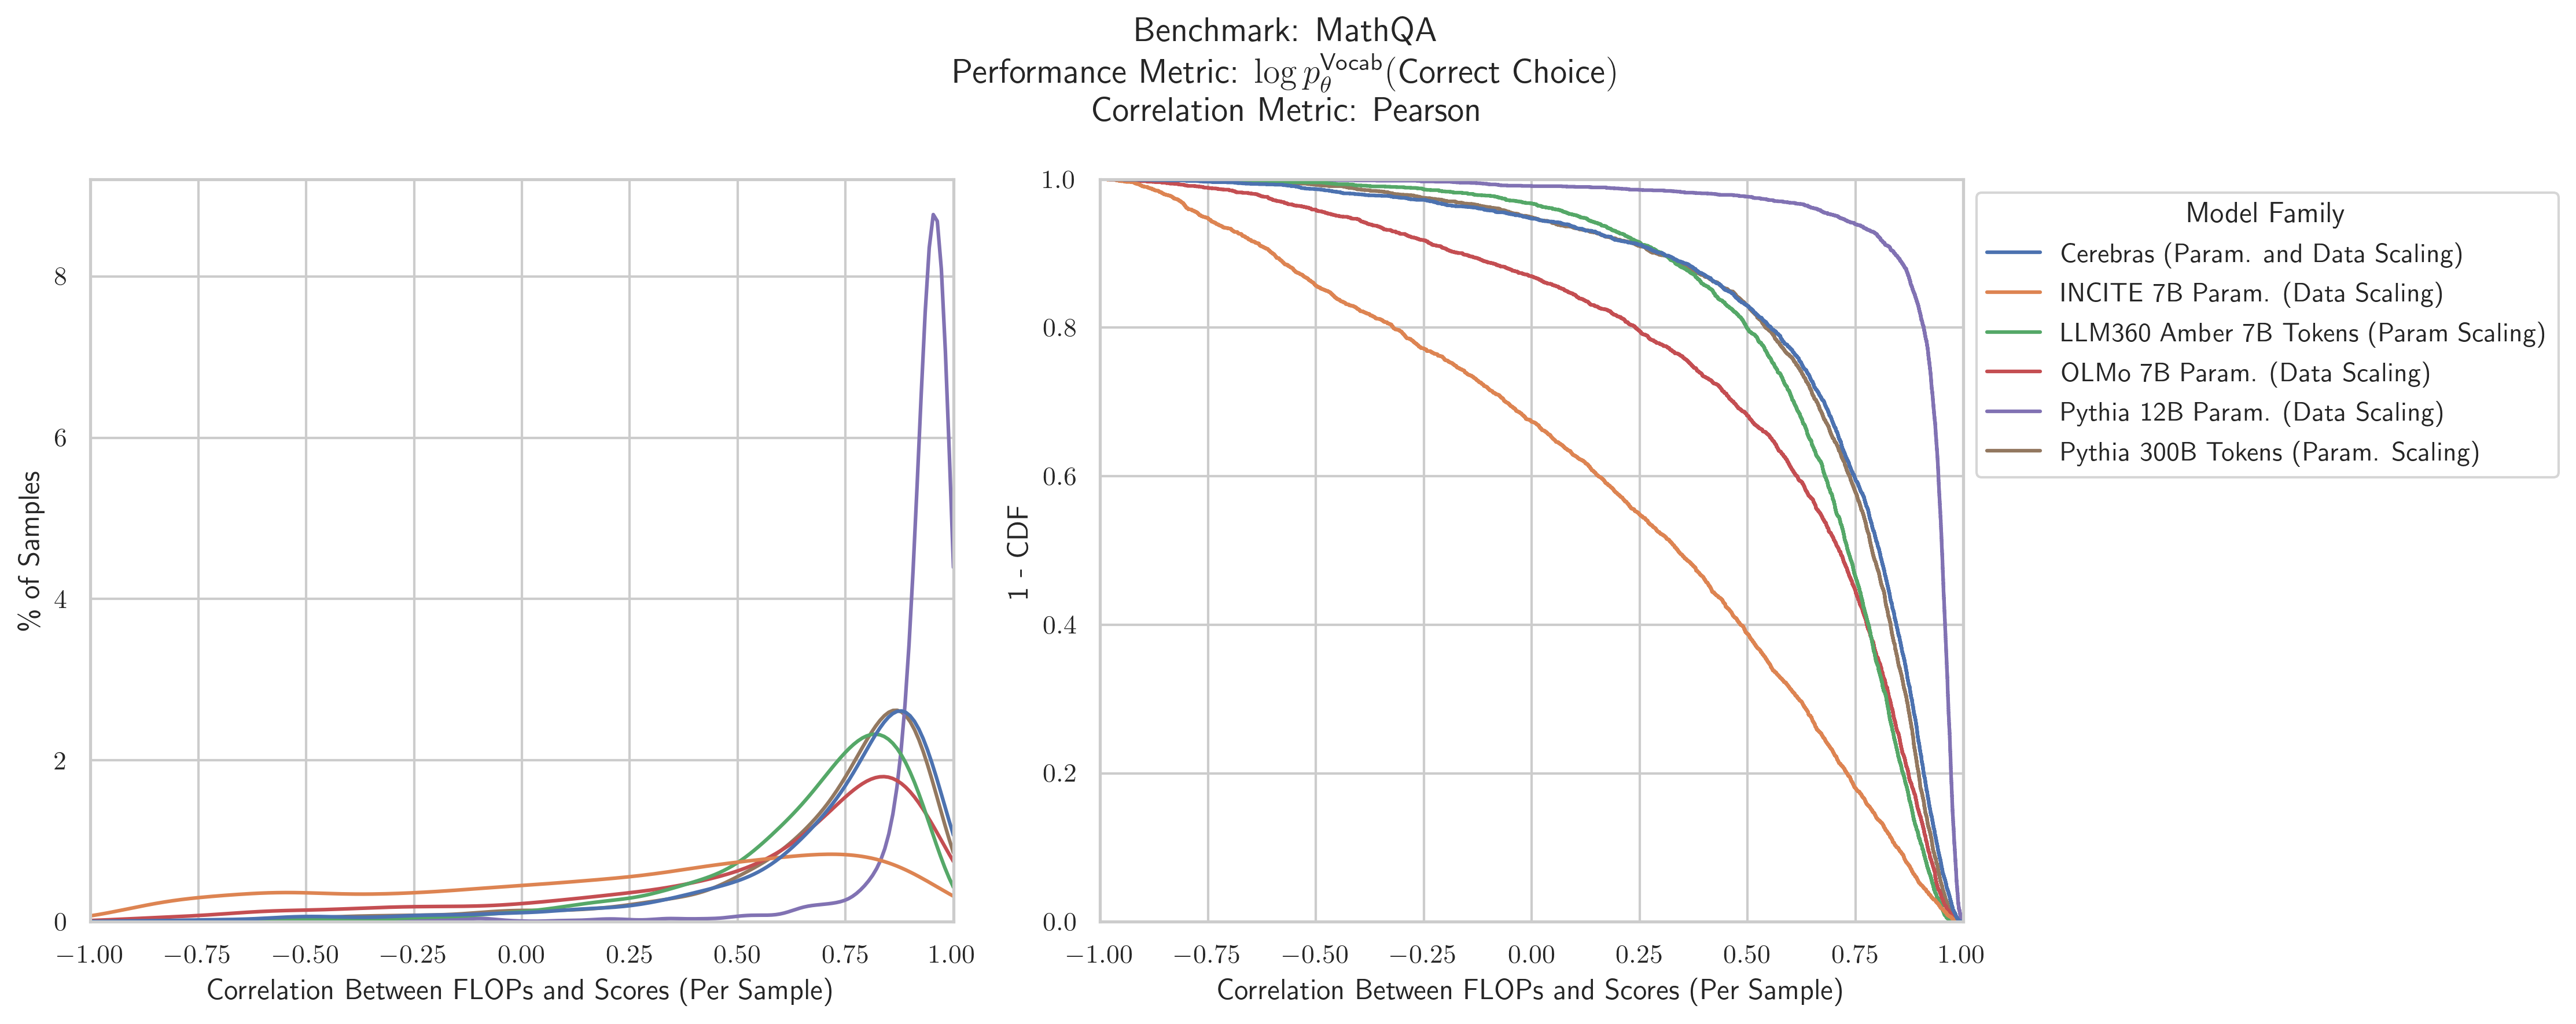 Benchmark: MathQA
Performance Metric: log p_θ^Vocab(Correct Choice)
Correlation Metric: Pearson
% of Samples
8
6
4
2
0
−1.00 −0.75 −0.50 −0.25 0.00 0.25 0.50 0.75 1.00
Correlation Between FLOPs and Scores (Per Sample)
1 - CDF
1.0
0.8
0.6
0.4
0.2
0.0
−1.00 −0.75 −0.50 −0.25 0.00 0.25 0.50 0.75 1.00
Correlation Between FLOPs and Scores (Per Sample)
Model Family
Cerebras (Param. and Data Scaling)
INCITE 7B Param. (Data Scaling)
LLM360 Amber 7B Tokens (Param Scaling)
OLMo 7B Param. (Data Scaling)
Pythia 12B Param. (Data Scaling)
Pythia 300B Tokens (Param. Scaling)